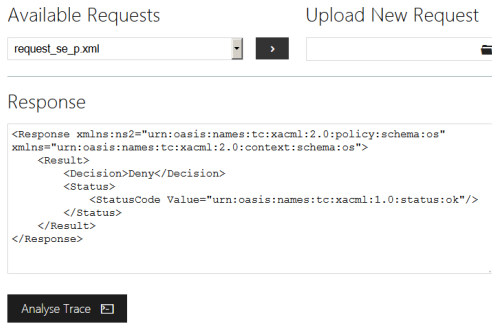 Available Requests
Upload New Request
request_se_p.xml
Response
<Response xmlns:ns2="urn:oasis:names:tc:xacml:2.0:policy:schema:os"
xmlns="urn:oasis:names:tc:xacml:2.0:context:schema:os">
    <Result>
        <Decision>Deny</Decision>
        <Status>
            <StatusCode Value="urn:oasis:names:tc:xacml:1.0:status:ok"/>
        </Status>
    </Result>
</Response>
Analyse Trace